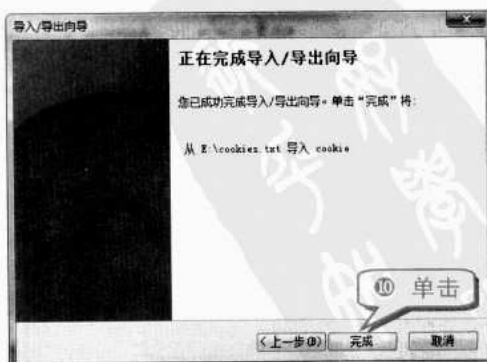 导入/导出向导
正在完成导入/导出向导
您已成功完成导入/导出向导。单击“完成”将：
从 E:\cookies.txt 导入 cookie
⑩ 单击
<上一步(B)
完成
取消